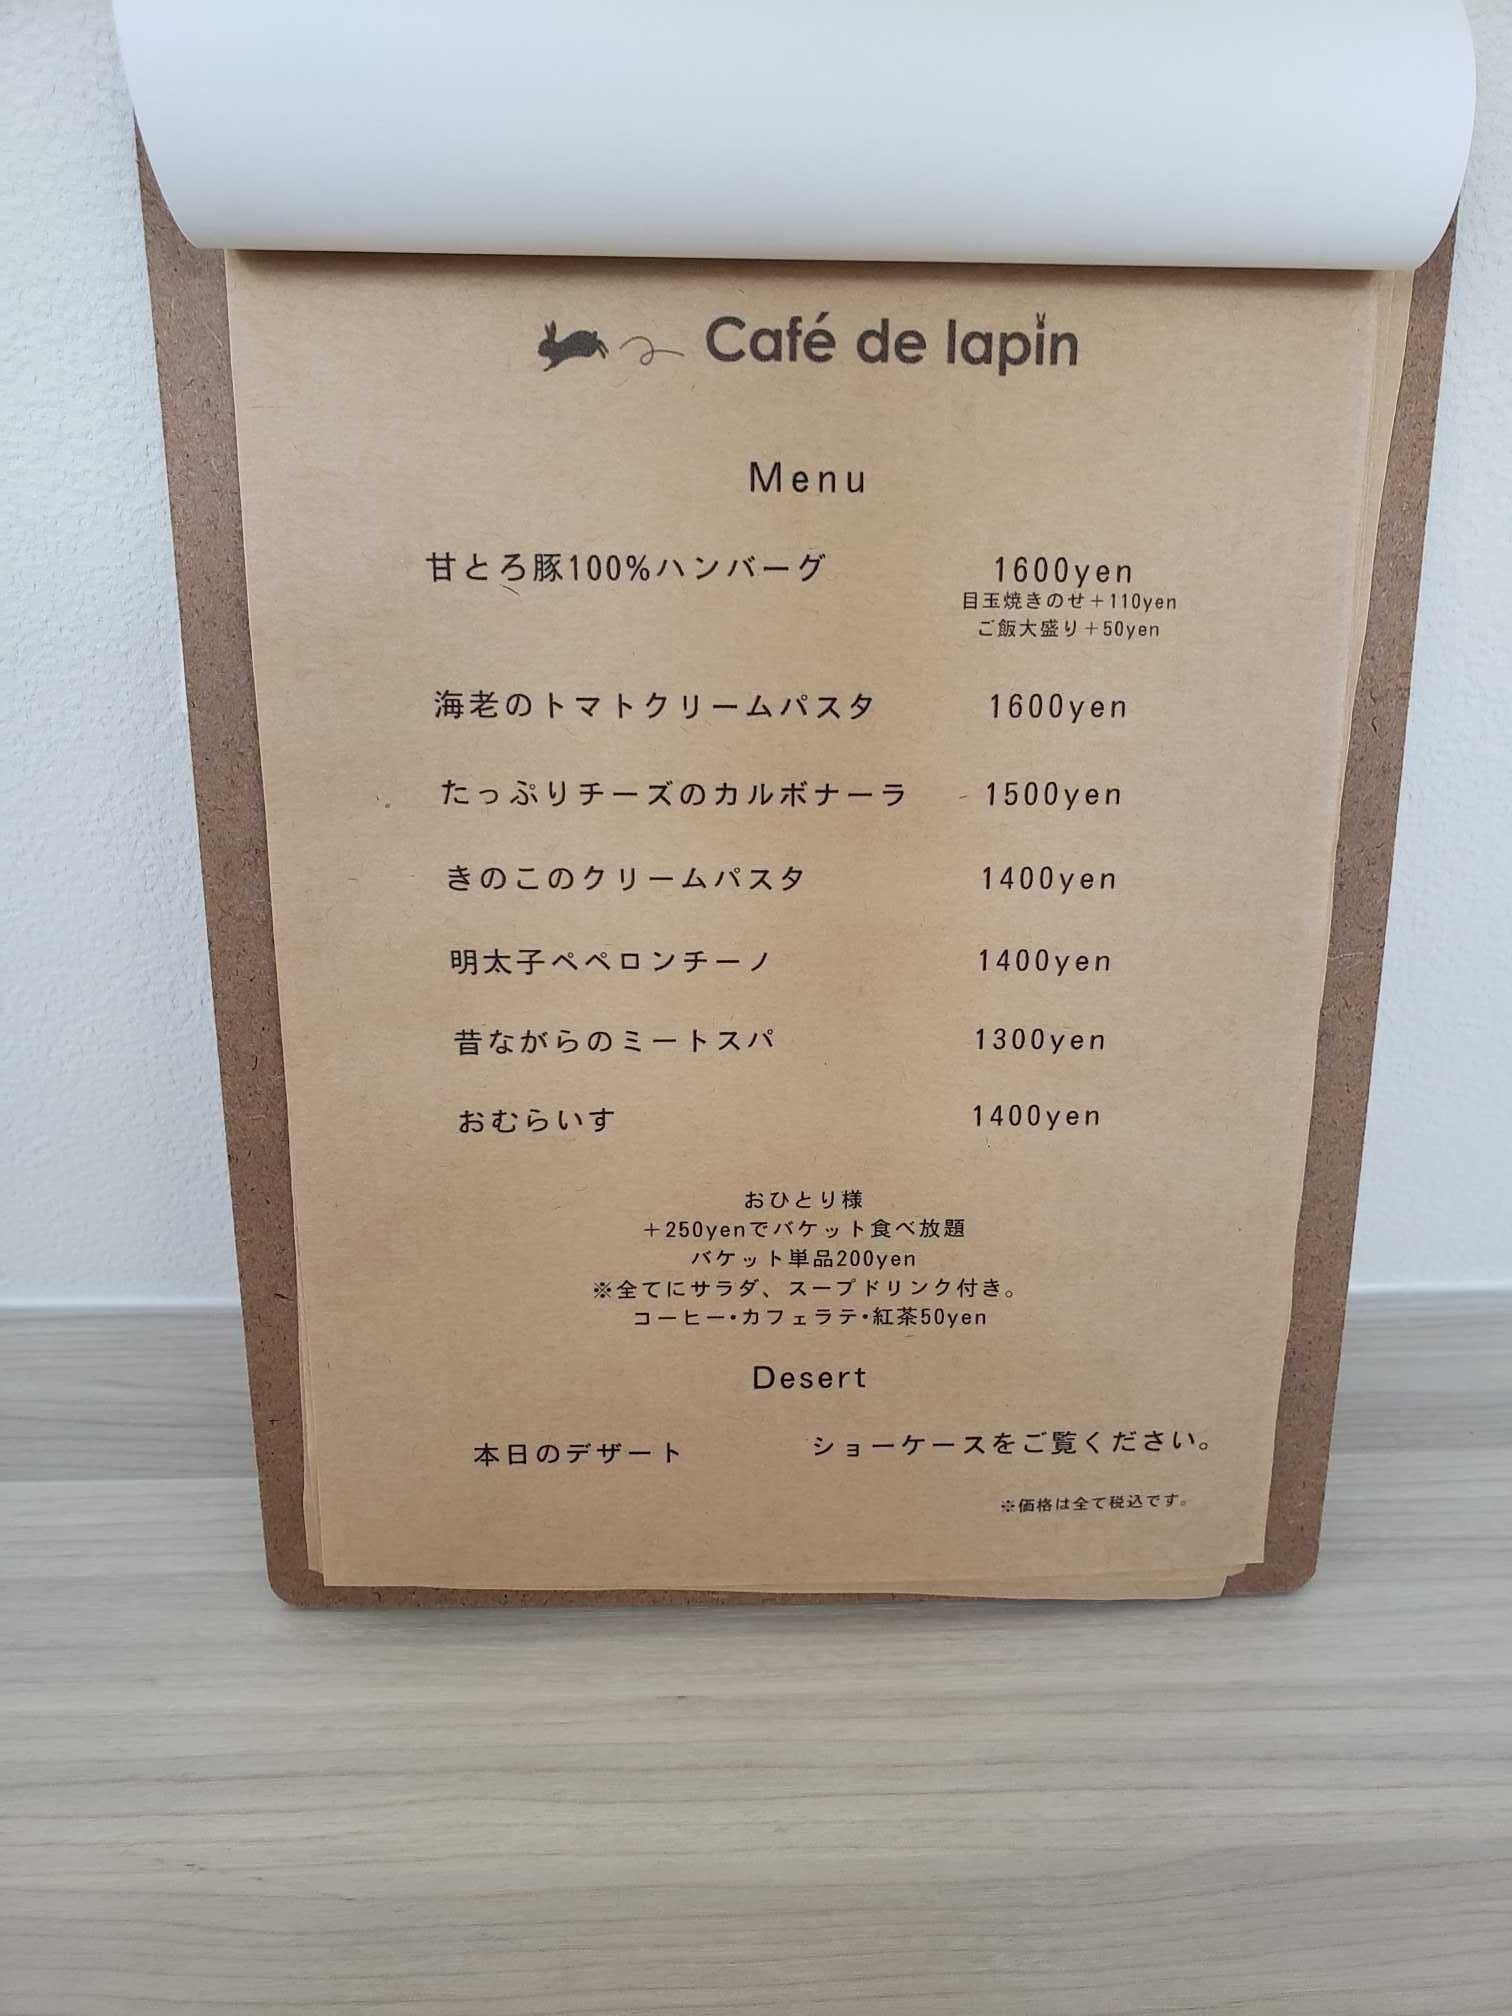 Café de lapin
Menu
甘とろ豚100%ハンバーグ 1600yen
目玉焼きのせ＋110yen
ご飯大盛り＋50yen
海老のトマトクリームパスタ 1600yen
たっぷりチーズのカルボナーラ 1500yen
きのこのクリームパスタ 1400yen
明太子ペペロンチーノ 1400yen
昔ながらのミートスパ 1300yen
おむらいす 1400yen
おひとり様
＋250yenでバケット食べ放題
バケット単品200yen
※全てにサラダ、スープドリンク付き。
コーヒー・カフェラテ・紅茶50yen
Desert
本日のデザート ショーケースをご覧ください。
※価格は全て税込です。